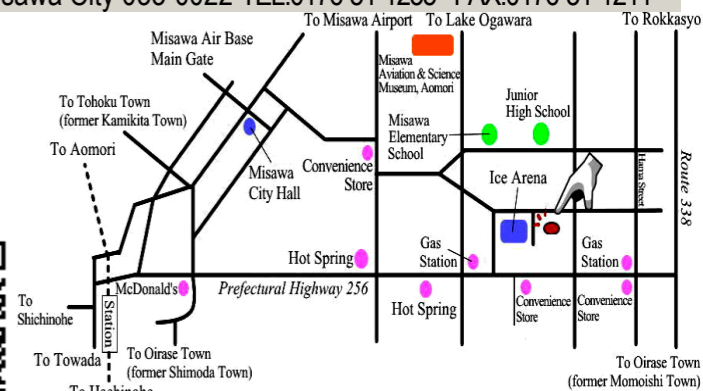 To Misawa Airport
To Lake Ogawara
To Rokkasyo
Misawa Air Base
Main Gate
Misawa
Aviation & Science
Museum, Aomori
To Tohoku Town
(former Kamikita Town)
Junior
High School
Misawa
Elementary
School
To Aomori
Misawa
City Hall
Convenience
Store
Ice Arena
Hama Street
Route 338
Hot Spring
Gas
Station
Gas
Station
McDonald's
Prefectural Highway 256
Hot Spring
Convenience
Store
Convenience
Store
To
Shichinohe
Station
To Towada
To Oirase Town
(former Shimoda Town)
To Oirase Town
(former Momoishi Town)